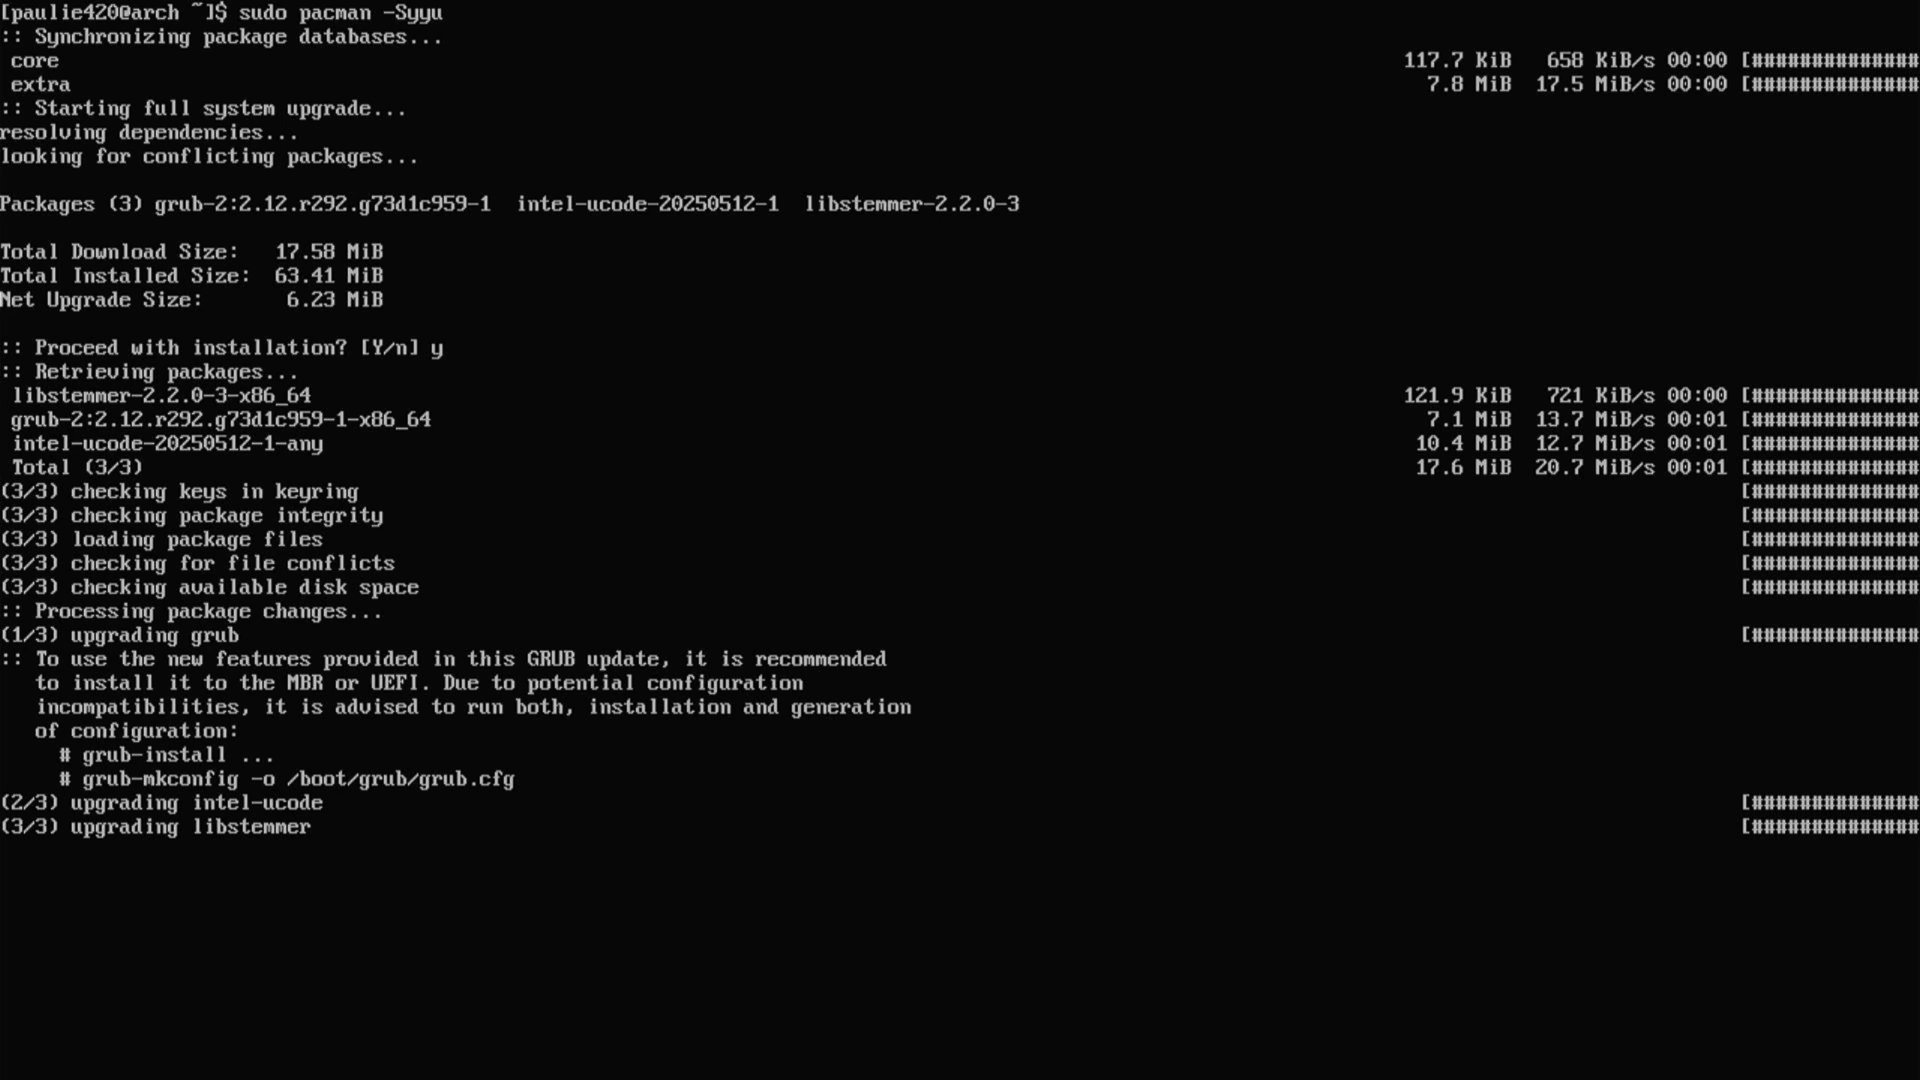 [paulie420@arch ~]$ sudo pacman -Syyu
:: Synchronizing package databases...
 core 117.7 KiB 658 KiB/s 00:00 [##############
 extra 7.8 MiB 17.5 MiB/s 00:00 [##############
:: Starting full system upgrade...
resolving dependencies...
looking for conflicting packages...
Packages (3) grub-2:2.12.r292.g73d1c959-1  intel-ucode-20250512-1  libstemmer-2.2.0-3
Total Download Size:   17.58 MiB
Total Installed Size:  63.41 MiB
Net Upgrade Size:       6.23 MiB
:: Proceed with installation? [Y/n] y
:: Retrieving packages...
 libstemmer-2.2.0-3-x86_64 121.9 KiB 721 KiB/s 00:00 [##############
 grub-2:2.12.r292.g73d1c959-1-x86_64 7.1 MiB 13.7 MiB/s 00:01 [##############
 intel-ucode-20250512-1-any 10.4 MiB 12.7 MiB/s 00:01 [##############
 Total (3/3) 17.6 MiB 20.7 MiB/s 00:01 [##############
(3/3) checking keys in keyring [##############
(3/3) checking package integrity [##############
(3/3) loading package files [##############
(3/3) checking for file conflicts [##############
(3/3) checking available disk space [##############
:: Processing package changes...
(1/3) upgrading grub [##############
:: To use the new features provided in this GRUB update, it is recommended
   to install it to the MBR or UEFI. Due to potential configuration
   incompatibilities, it is advised to run both, installation and generation
   of configuration:
     # grub-install ...
     # grub-mkconfig -o /boot/grub/grub.cfg
(2/3) upgrading intel-ucode [##############
(3/3) upgrading libstemmer [##############